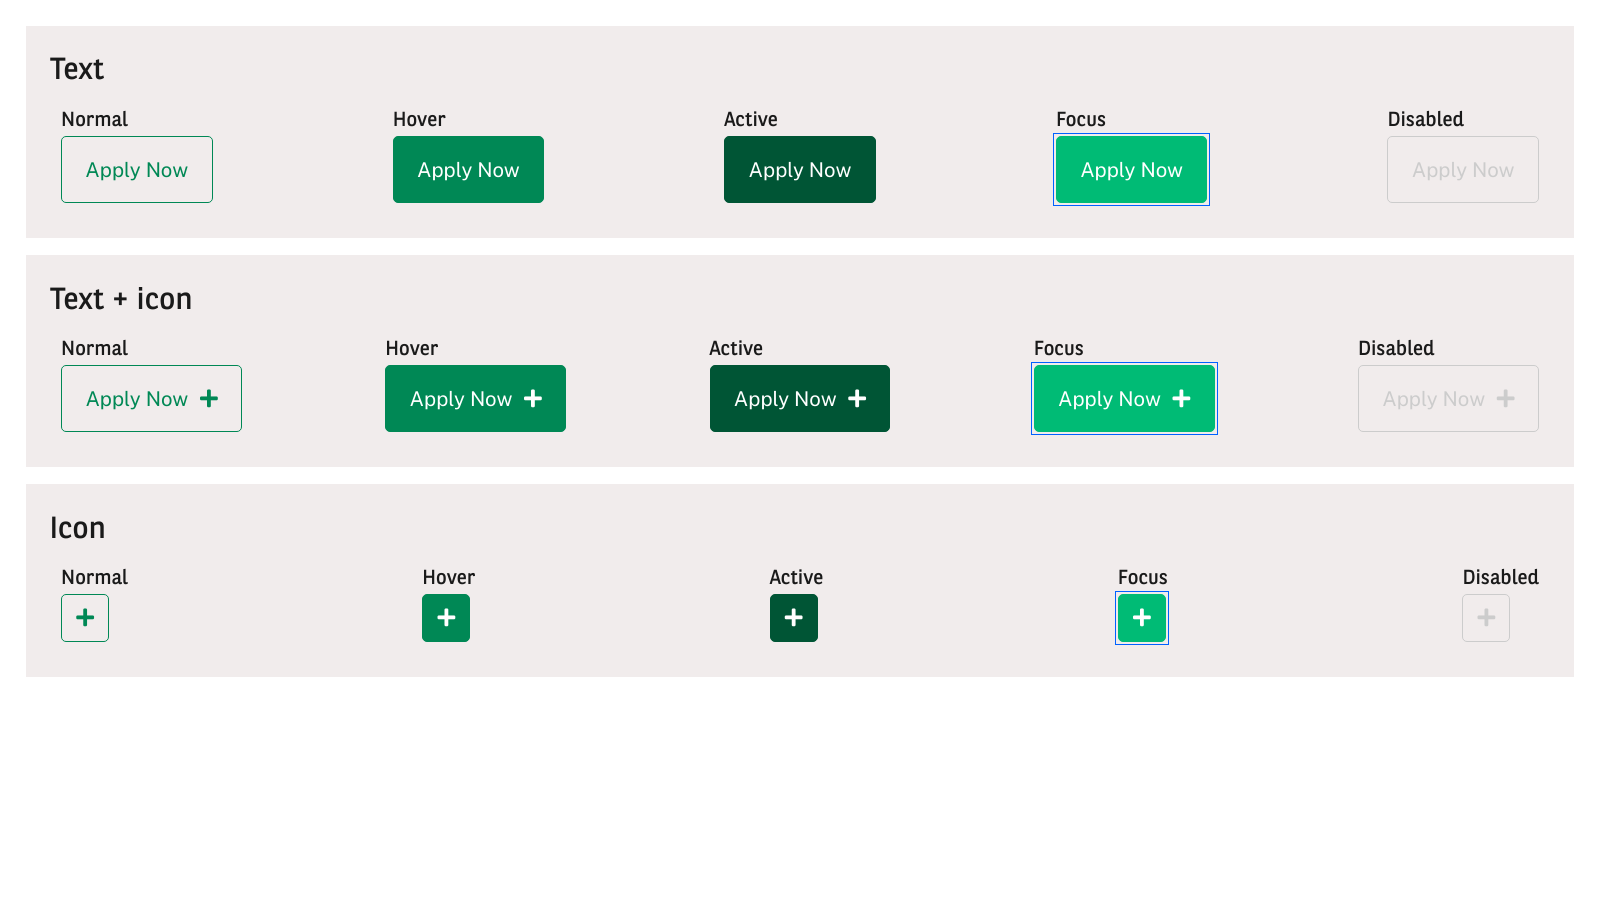 Text
Normal Hover Active Focus Disabled
Apply Now Apply Now Apply Now Apply Now Apply Now
Text + icon
Normal Hover Active Focus Disabled
Apply Now + Apply Now + Apply Now + Apply Now + Apply Now +
Icon
Normal Hover Active Focus Disabled
+ + + + +